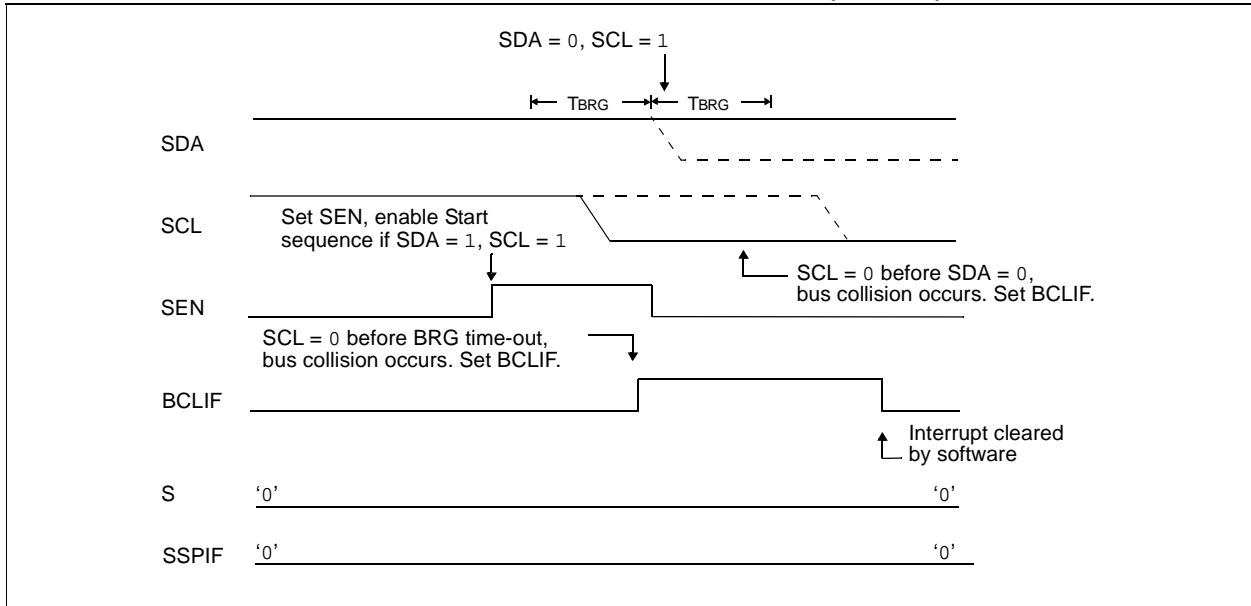 SDA = 0, SCL = 1
TBRG TBRG
SDA
SCL
Set SEN, enable Start
sequence if SDA = 1, SCL = 1
SCL = 0 before SDA = 0,
bus collision occurs. Set BCLIF.
SEN
SCL = 0 before BRG time-out,
bus collision occurs. Set BCLIF.
BCLIF
Interrupt cleared
by software
S ‘0’ ‘0’
SSPIF ‘0’ ‘0’